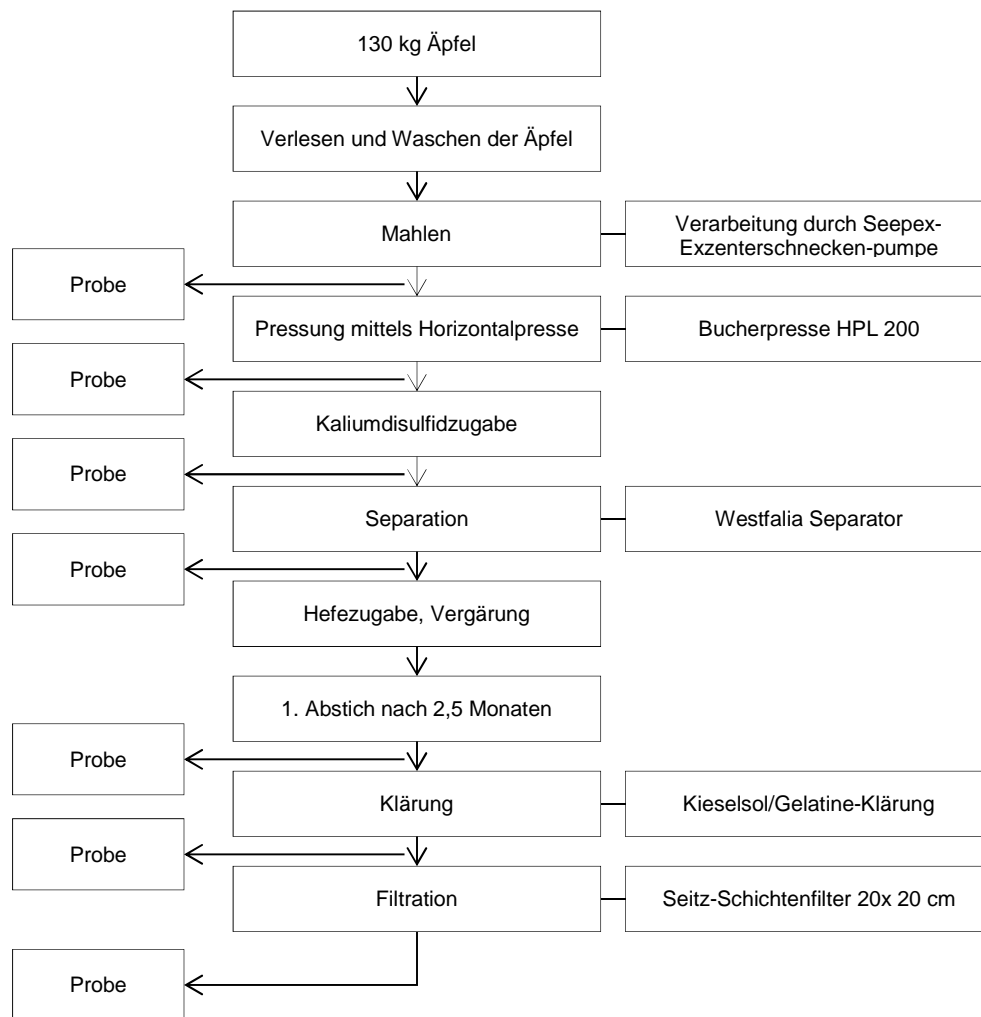 130 kg Äpfel
Verlesen und Waschen der Äpfel
Mahlen
Verarbeitung durch Seepex-
Exzenterschnecken-pumpe
Probe
Pressung mittels Horizontalpresse
Bucherpresse HPL 200
Probe
Kaliumdisulfidzugabe
Probe
Separation
Westfalia Separator
Probe
Hefezugabe, Vergärung
1. Abstich nach 2,5 Monaten
Probe
Klärung
Kieselsol/Gelatine-Klärung
Probe
Filtration
Seitz-Schichtenfilter 20x 20 cm
Probe